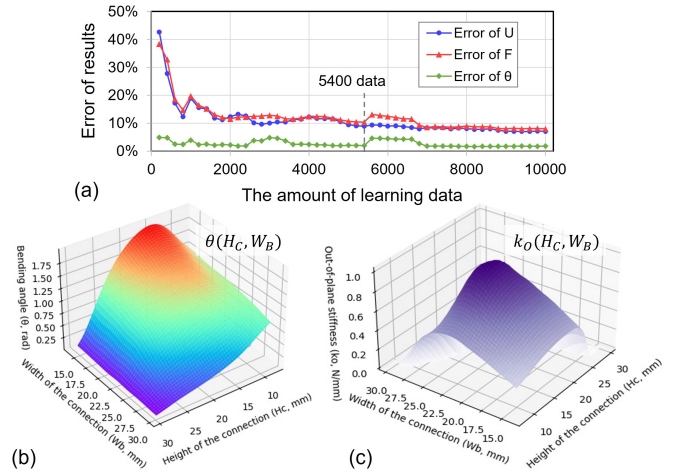 50%
40%
30%
20%
10%
0%
Error of results
Error of U
Error of F
Error of θ
5400 data
0
2000
4000
6000
8000
10000
The amount of learning data
(a)
θ(H_C,W_B)
Bending angle (θ, rad)
1.75
1.50
1.25
1.00
0.75
0.50
0.25
15.0
17.5
20.0
22.5
25.0
27.5
30.0
Width of the connection (Wb, mm)
30
25
20
15
10
Height of the connection (Hc, mm)
(b)
k_O(H_C,W_B)
Out-of-plane stiffness (ko, N/mm)
1.0
0.8
0.6
0.4
0.2
0.0
30.0
27.5
25.0
22.5
20.0
17.5
15.0
Width of the connection (Wb, mm)
10
15
20
25
30
Height of the connection (Hc, mm)
(c)